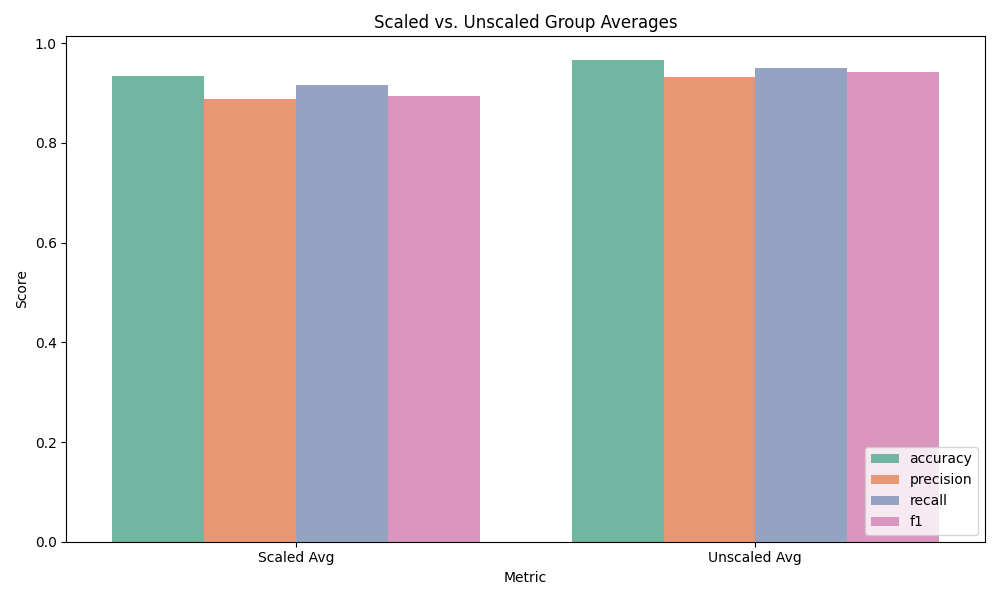 Scaled vs. Unscaled Group Averages
1.0
0.8
0.6
0.4
0.2
0.0
Score
Scaled Avg
Unscaled Avg
Metric
accuracy
precision
recall
f1